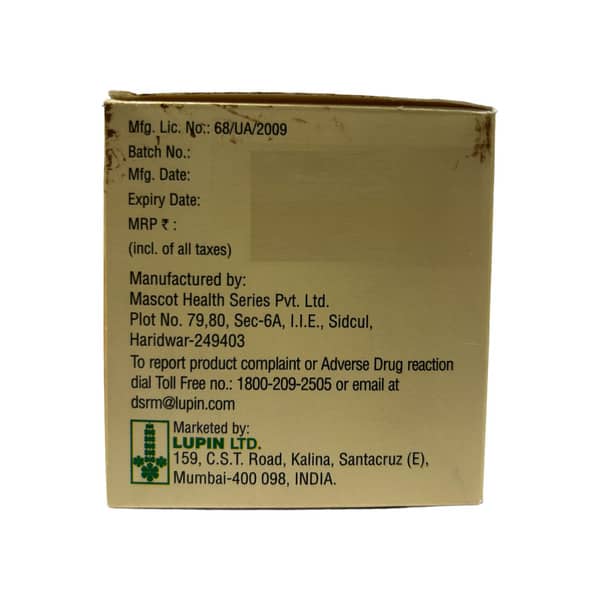 Mfg. Lic. No.: 68/UA/2009
Batch No.:
Mfg. Date:
Expiry Date:
MRP ₹ :
(incl. of all taxes)
Manufactured by:
Mascot Health Series Pvt. Ltd.
Plot No. 79,80, Sec-6A, I.I.E., Sidcul,
Haridwar-249403
To report product complaint or Adverse Drug reaction
dial Toll Free no.: 1800-209-2505 or email at
dsrm@lupin.com
Marketed by:
LUPIN LTD.
159, C.S.T. Road, Kalina, Santacruz (E),
Mumbai-400 098, INDIA.